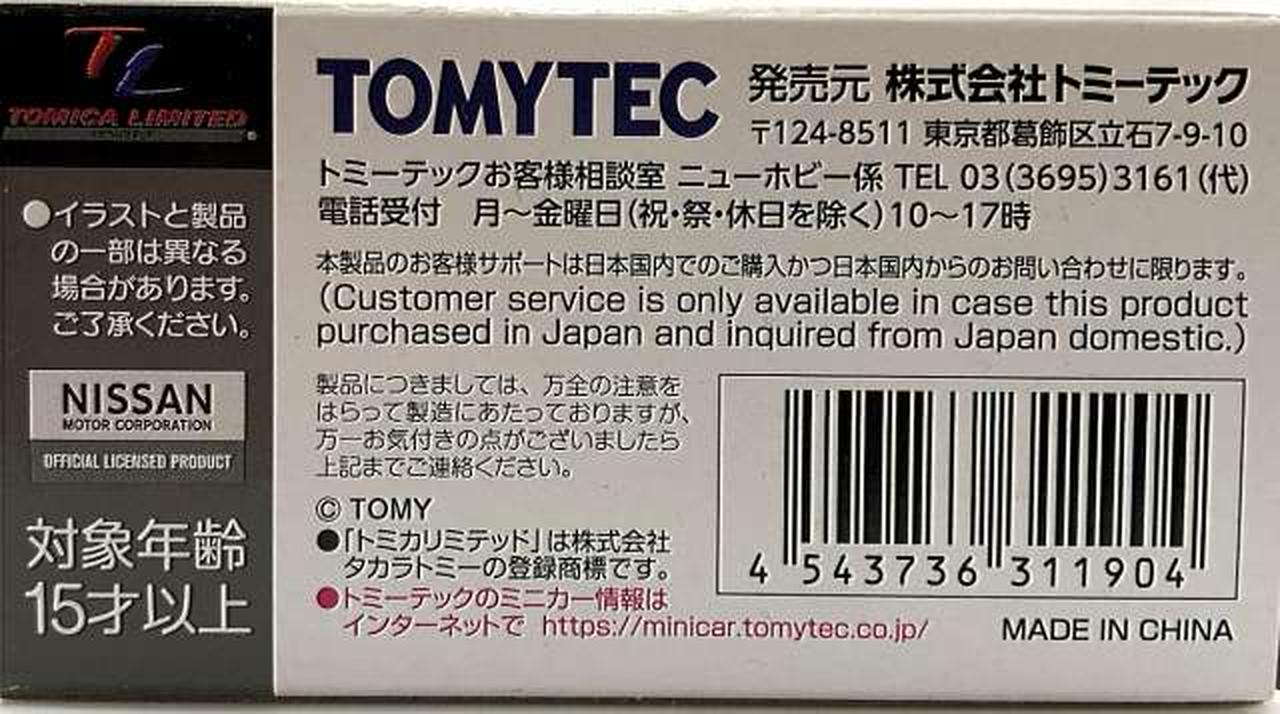 TL
TOMICA LIMITED
●イラストと製品
の一部は異なる
場合があります。
ご了承ください。
NISSAN
MOTOR CORPORATION
OFFICIAL LICENSED PRODUCT
対象年齢
15才以上
TOMYTEC 発売元 株式会社トミーテック
〒124-8511 東京都葛飾区立石7-9-10
トミーテックお客様相談室 ニューホビー係 TEL 03(3695)3161(代)
電話受付 月〜金曜日(祝・祭・休日を除く)10〜17時
本製品のお客様サポートは日本国内でのご購入かつ日本国内からのお問い合わせに限ります。
(Customer service is only available in case this product
purchased in Japan and inquired from Japan domestic.)
製品につきましては、万全の注意を
はらって製造にあたっておりますが、
万一お気付きの点がございましたら
上記までご連絡ください。
© TOMY
●「トミカリミテッド」は株式会社
タカラトミーの登録商標です。
●トミーテックのミニカー情報は
インターネットで https://minicar.tomytec.co.jp/
4 543736 311904
MADE IN CHINA